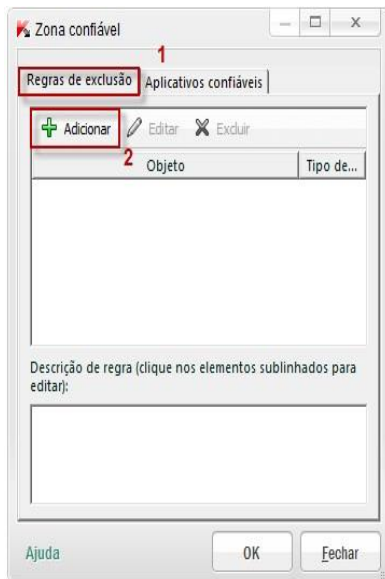 Zona confiável
1
Regras de exclusão Aplicativos confiáveis
Adicionar Editar Excluir
2
Objeto Tipo de...
Descrição de regra (clique nos elementos sublinhados para
editar):
Ajuda OK Fechar